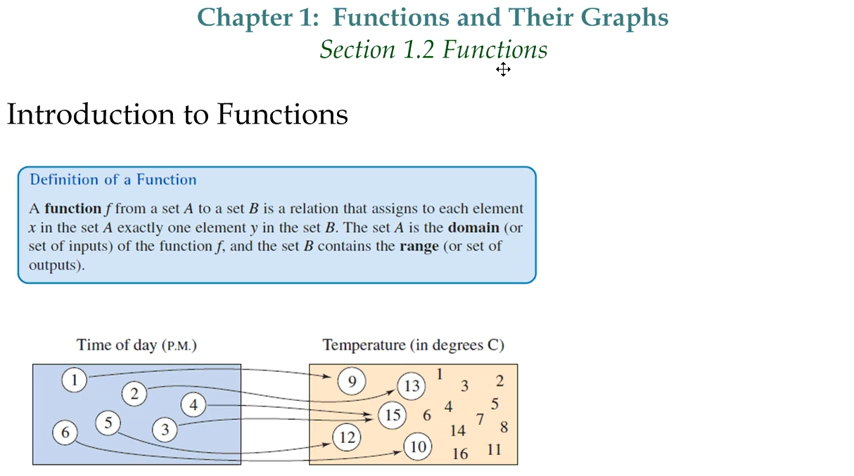 Chapter 1: Functions and Their Graphs
Section 1.2 Functions
Introduction to Functions
Definition of a Function
A function f from a set A to a set B is a relation that assigns to each element
x in the set A exactly one element y in the set B. The set A is the domain (or
set of inputs) of the function f, and the set B contains the range (or set of
outputs).
Time of day (P.M.) Temperature (in degrees C)
1 9 13 1 3 2
2 4 15 6 4 5
6 5 3 12 14 7 8
10 16 11